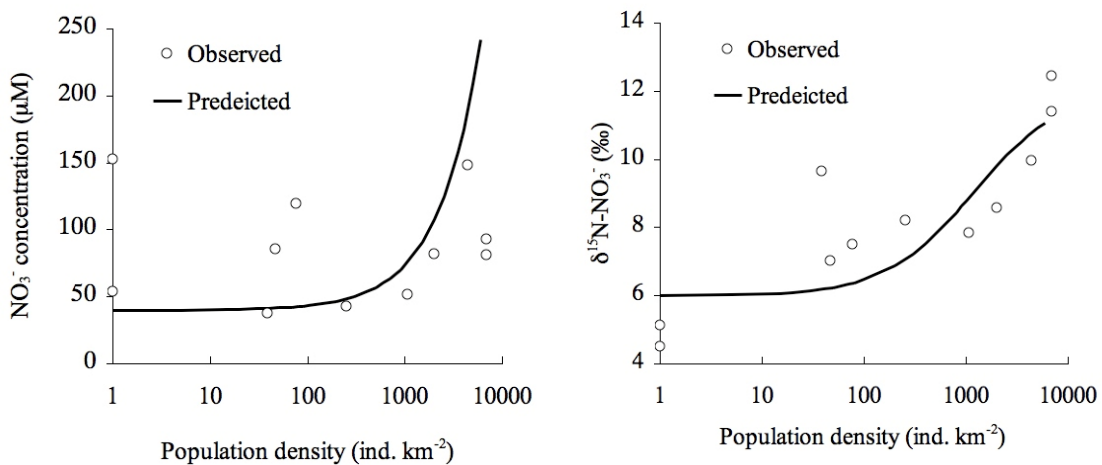 250
200
150
100
50
0
NO₃⁻ concentration (μM)
Observed
Predeicted
1 10 100 1000 10000
Population density (ind. km⁻²)
14
12
10
8
6
4
δ¹⁵N-NO₃⁻ (‰)
Observed
Predeicted
1 10 100 1000 10000
Population density (ind. km⁻²)